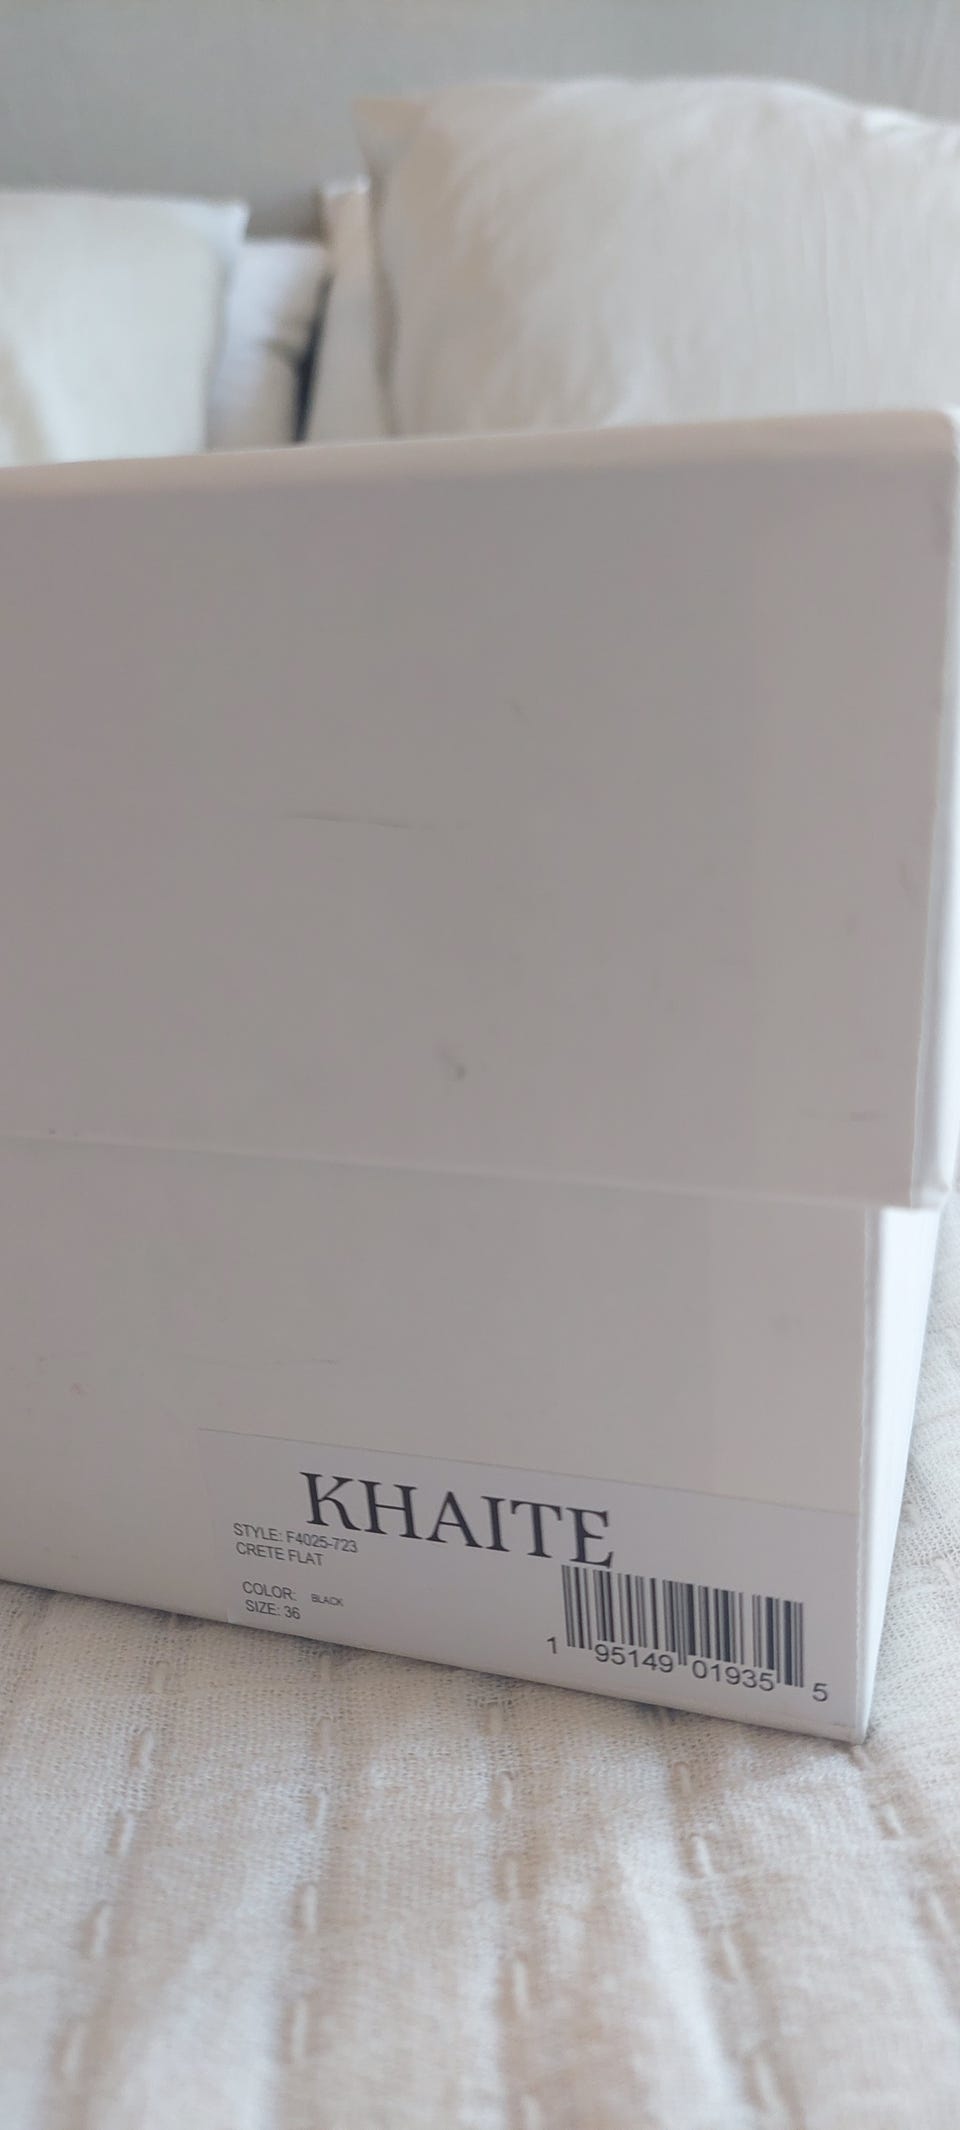 KHAITE
STYLE: F4025-723
CRETE FLAT
COLOR: BLACK
SIZE: 36
1 95149 01935 5